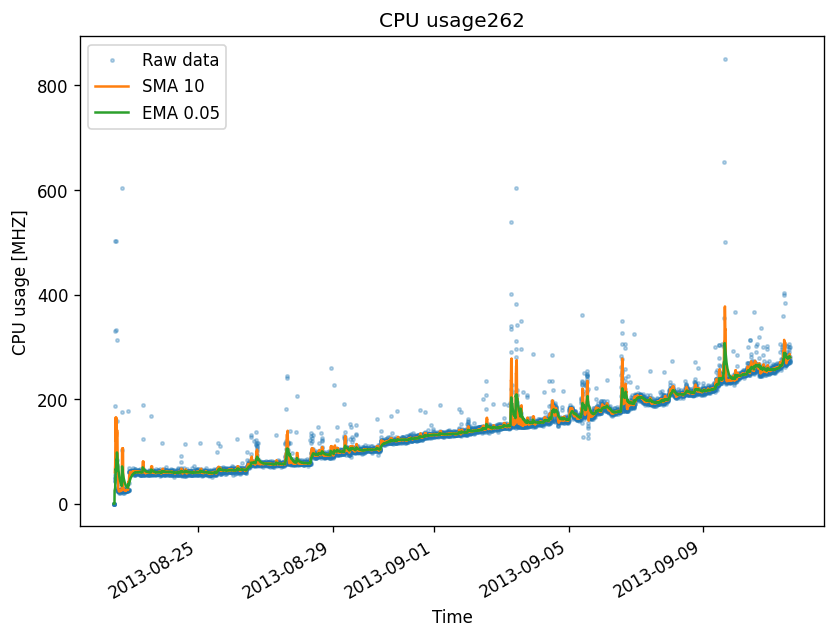 CPU usage262
Raw data
SMA 10
EMA 0.05
CPU usage [MHZ]
800
600
400
200
0
2013-08-25
2013-08-29
2013-09-01
2013-09-05
2013-09-09
Time